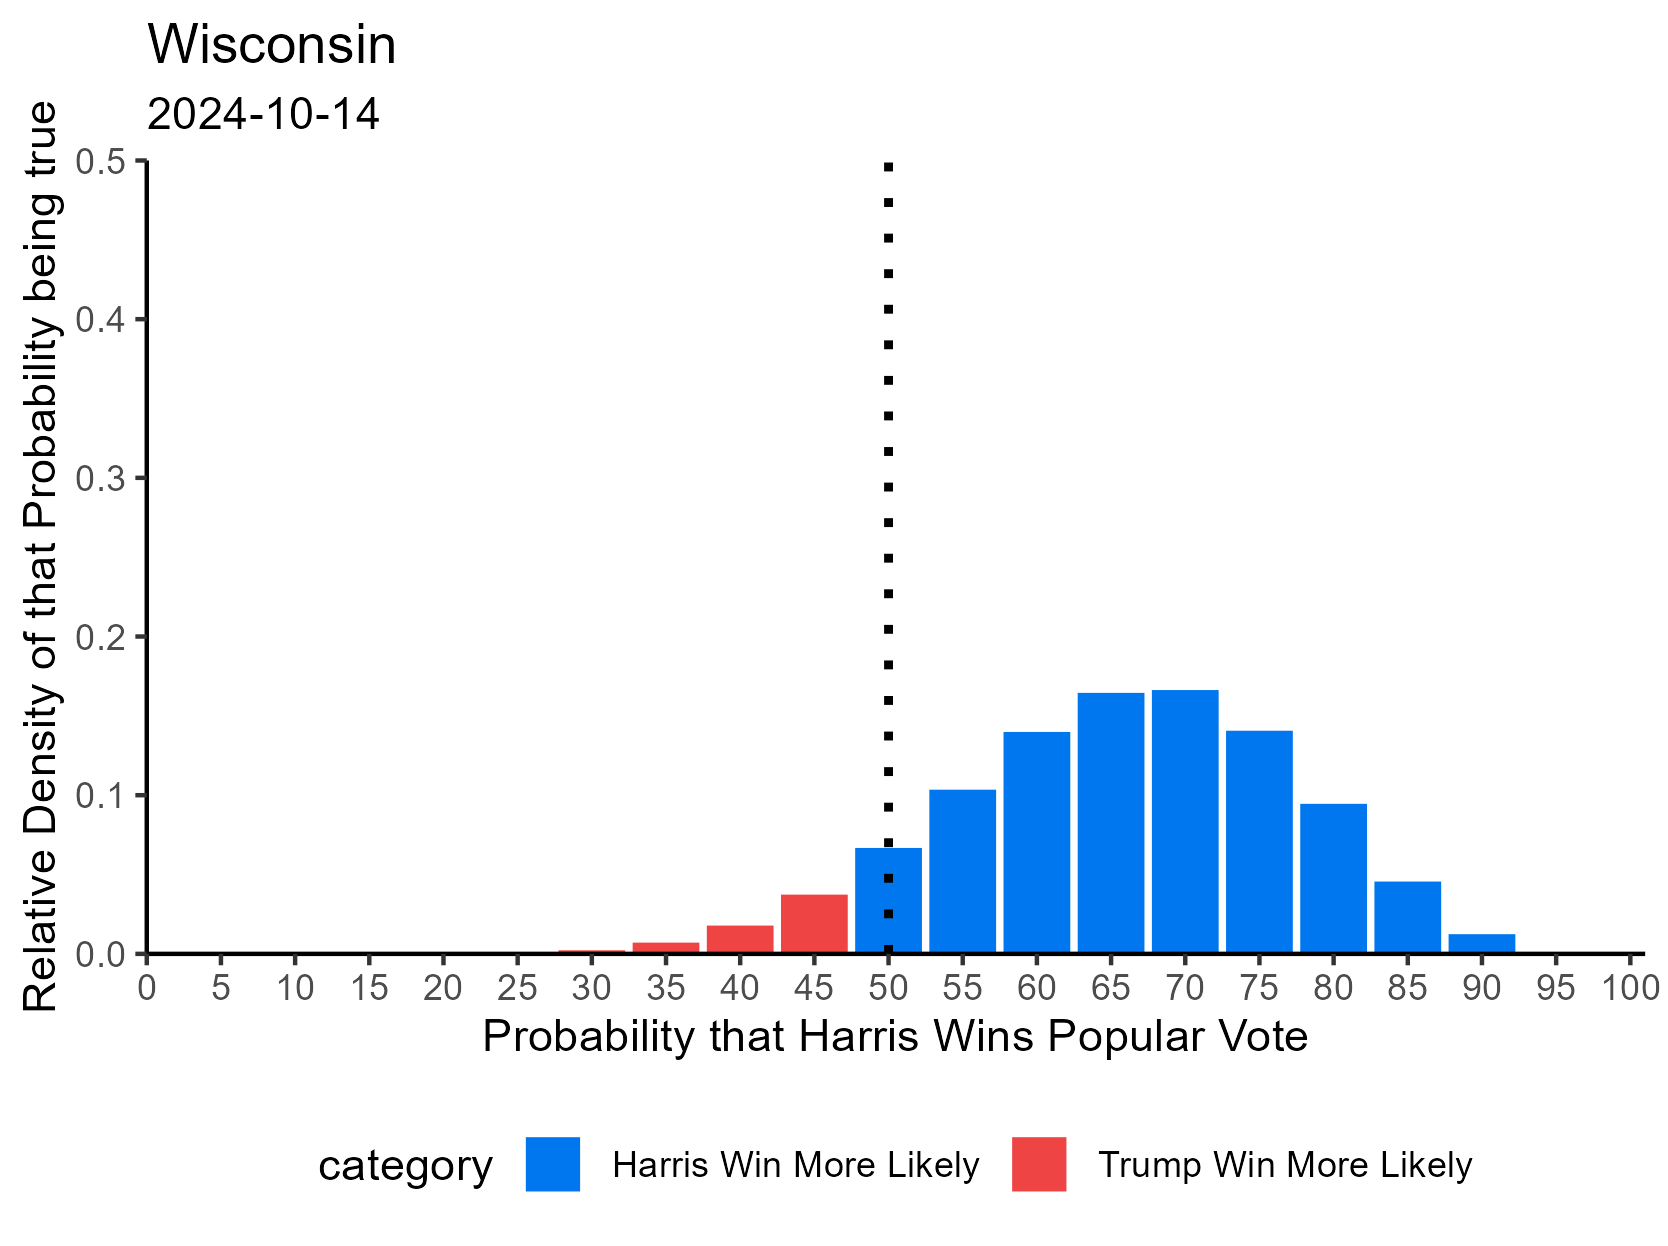 Wisconsin
2024-10-14
Relative Density of that Probability being true
0.5
0.4
0.3
0.2
0.1
0.0
0 5 10 15 20 25 30 35 40 45 50 55 60 65 70 75 80 85 90 95 100
Probability that Harris Wins Popular Vote
category Harris Win More Likely Trump Win More Likely